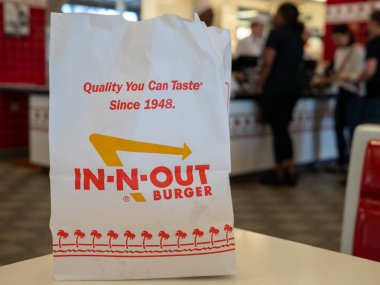 Quality You Can Taste®
Since 1948.
IN-N-OUT
® BURGER